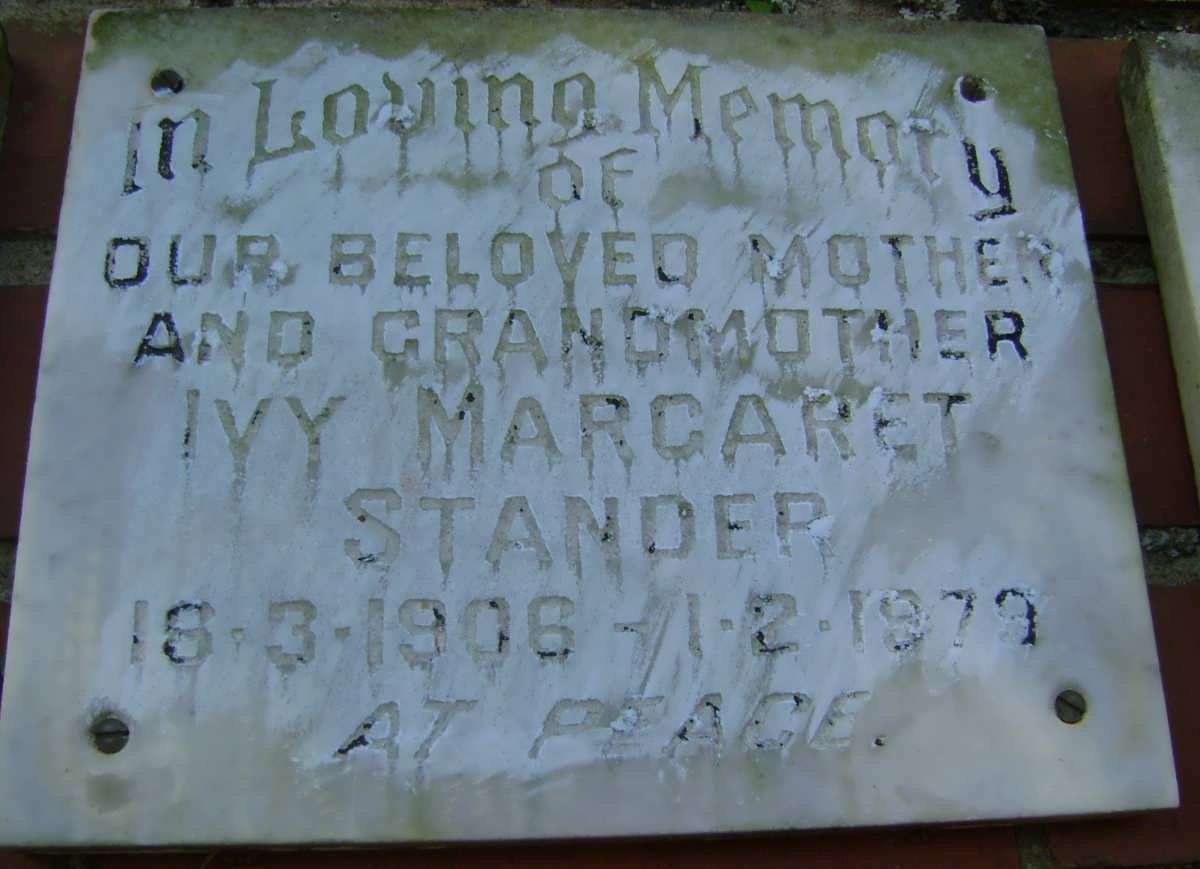 In Loving Memory
of
OUR BELOVED MOTHER
AND GRANDMOTHER
IVY MARGARET
STANDER
18·3·1906 - 1·2·1979
AT PEACE.